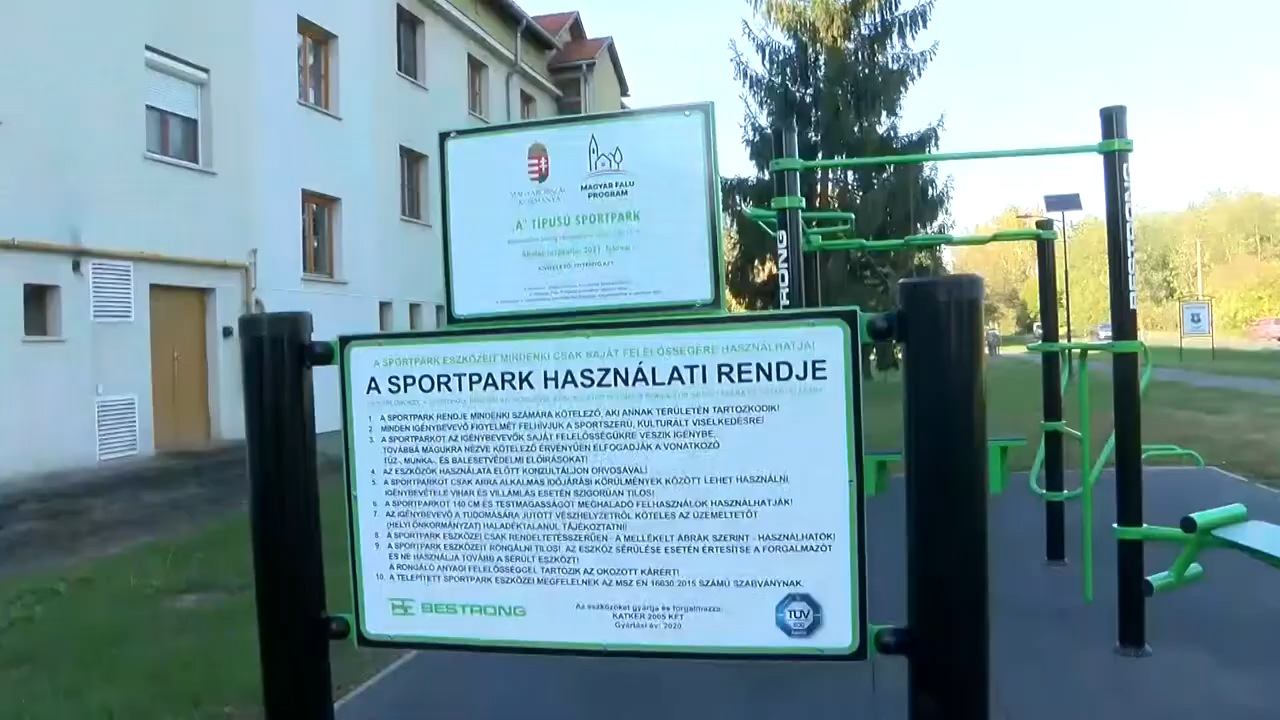 MAGYARORSZÁG
KORMÁNYA
MAGYAR FALU
PROGRAM
"A" TÍPUSÚ SPORTPARK
A SPORTPARK ESZKÖZEIT MINDENKI CSAK SAJÁT FELELŐSSÉGÉRE HASZNÁLHATJA!
A SPORTPARK HASZNÁLATI RENDJE
1. A SPORTPARK RENDJE MINDENKI SZÁMÁRA KÖTELEZŐ, AKI ANNAK TERÜLETÉN TARTÓZKODIK!
2. MINDEN IGÉNYBEVEVŐ FIGYELMÉT FELHÍVJUK A SPORTSZERŰ, KULTURÁLT VISELKEDÉSRE!
3. A SPORTPARKOT AZ IGÉNYBEVEVŐK SAJÁT FELELŐSSÉGÜKRE VESZIK IGÉNYBE,
TOVÁBBÁ MAGUKRA NÉZVE KÖTELEZŐ ÉRVÉNYŰEN ELFOGADJÁK A VONATKOZÓ
TŰZ-, MUNKA-, ÉS BALESETVÉDELMI ELŐÍRÁSOKAT!
4. AZ ESZKÖZÖK HASZNÁLATA ELŐTT KONZULTÁLJON ORVOSÁVAL!
5. A SPORTPARKOT CSAK ARRA ALKALMAS IDŐJÁRÁSI KÖRÜLMÉNYEK KÖZÖTT LEHET HASZNÁLNI,
IGÉNYBEVÉTELE VIHAR ÉS VILLÁMLÁS ESETÉN SZIGORÚAN TILOS!
6. A SPORTPARKOT 140 CM-ES TESTMAGASSÁGOT MEGHALADÓ FELHASZNÁLÓK HASZNÁLHATJÁK!
7. AZ IGÉNYBEVEVŐ A TUDOMÁSÁRA JUTOTT VÉSZHELYZETRŐL KÖTELES AZ ÜZEMELTETŐT
(HELYI ÖNKORMÁNYZAT) HALADÉKTALANUL TÁJÉKOZTATNI!
8. A SPORTPARK ESZKÖZEI CSAK RENDELTETÉSSZERŰEN - A MELLÉKELT ÁBRÁK SZERINT - HASZNÁLHATÓK!
9. A SPORTPARK ESZKÖZEIT RONGÁLNI TILOS! AZ ESZKÖZ SÉRÜLÉSE ESETÉN ÉRTESÍTSE A FORGALMAZÓT
ÉS NE HASZNÁLJA TOVÁBB A SÉRÜLT ESZKÖZT!
A RONGÁLÓ ANYAGI FELELŐSSÉGGEL TARTOZIK AZ OKOZOTT KÁRÉRT!
10. A TELEPÍTETT SPORTPARK ESZKÖZEI MEGFELELNEK AZ MSZ EN 16630:2015 SZÁMÚ SZABVÁNYNAK.
BESTRONG
Az eszközöket gyártja és forgalmazza:
KATKER 2005 KFT
Gyártási év: 2020
TÜV
RONG
BESTRONG